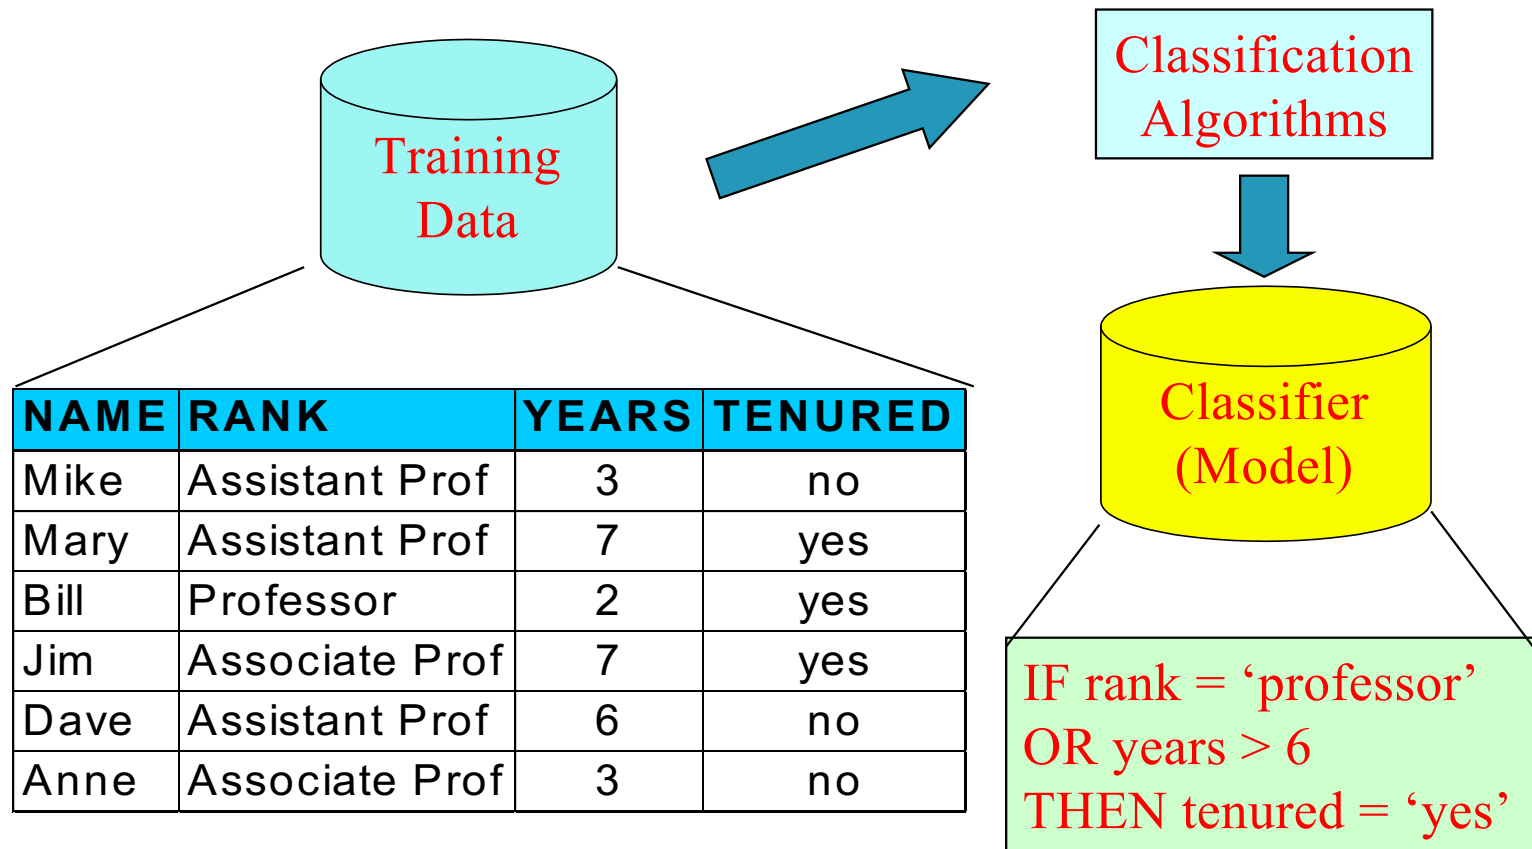 Training
Data
Classification
Algorithms
NAME RANK YEARS TENURED
Mike Assistant Prof 3 no
Mary Assistant Prof 7 yes
Bill Professor 2 yes
Jim Associate Prof 7 yes
Dave Assistant Prof 6 no
Anne Associate Prof 3 no
Classifier
(Model)
IF rank = ‘professor’
OR years > 6
THEN tenured = ‘yes’